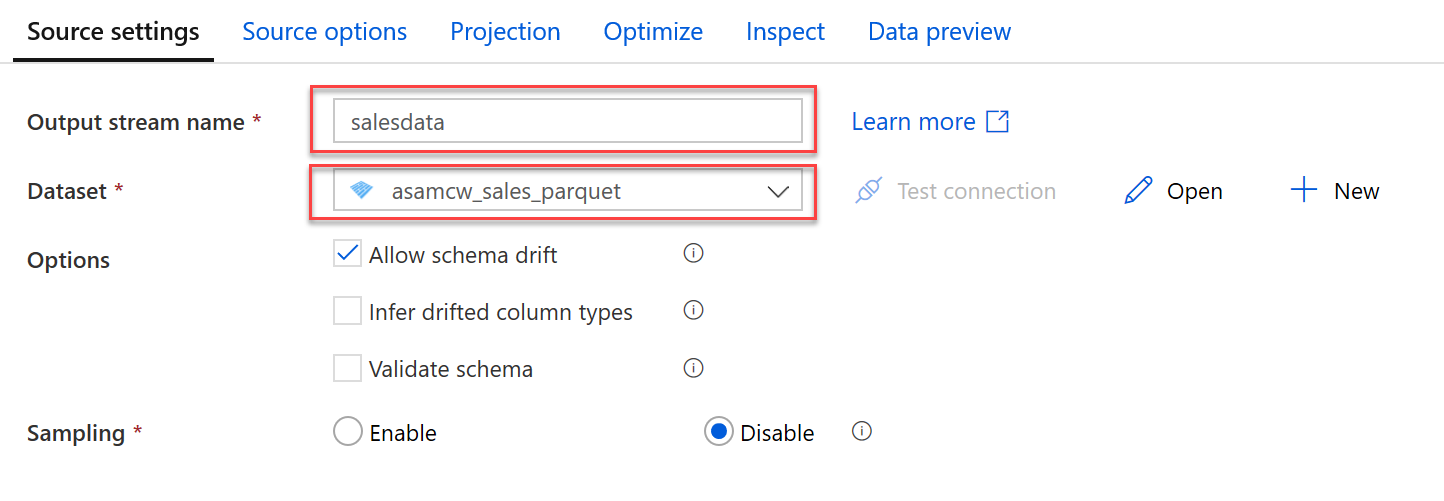 Source settings Source options Projection Optimize Inspect Data preview
Output stream name * salesdata Learn more
Dataset * asamcw_sales_parquet Test connection Open New
Options Allow schema drift
Infer drifted column types
Validate schema
Sampling * Enable Disable